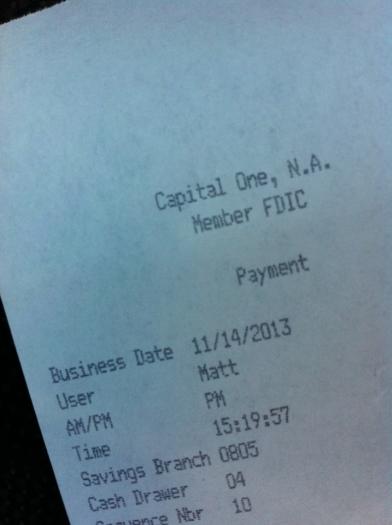 Capital One, N.A.
Member FDIC
Payment
Business Date 11/14/2013
User Matt
AM/PM PM
Time 15:19:57
Savings Branch 0805
Cash Drawer 04
Sequence Nbr 10